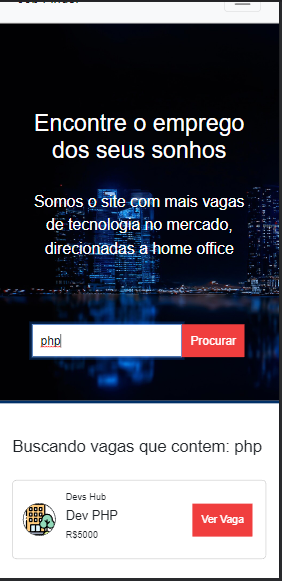 Encontre o emprego
dos seus sonhos
Somos o site com mais vagas
de tecnologia no mercado,
direcionadas a home office
php
Procurar
Buscando vagas que contem: php
Devs Hub
Dev PHP
R$5000
Ver Vaga